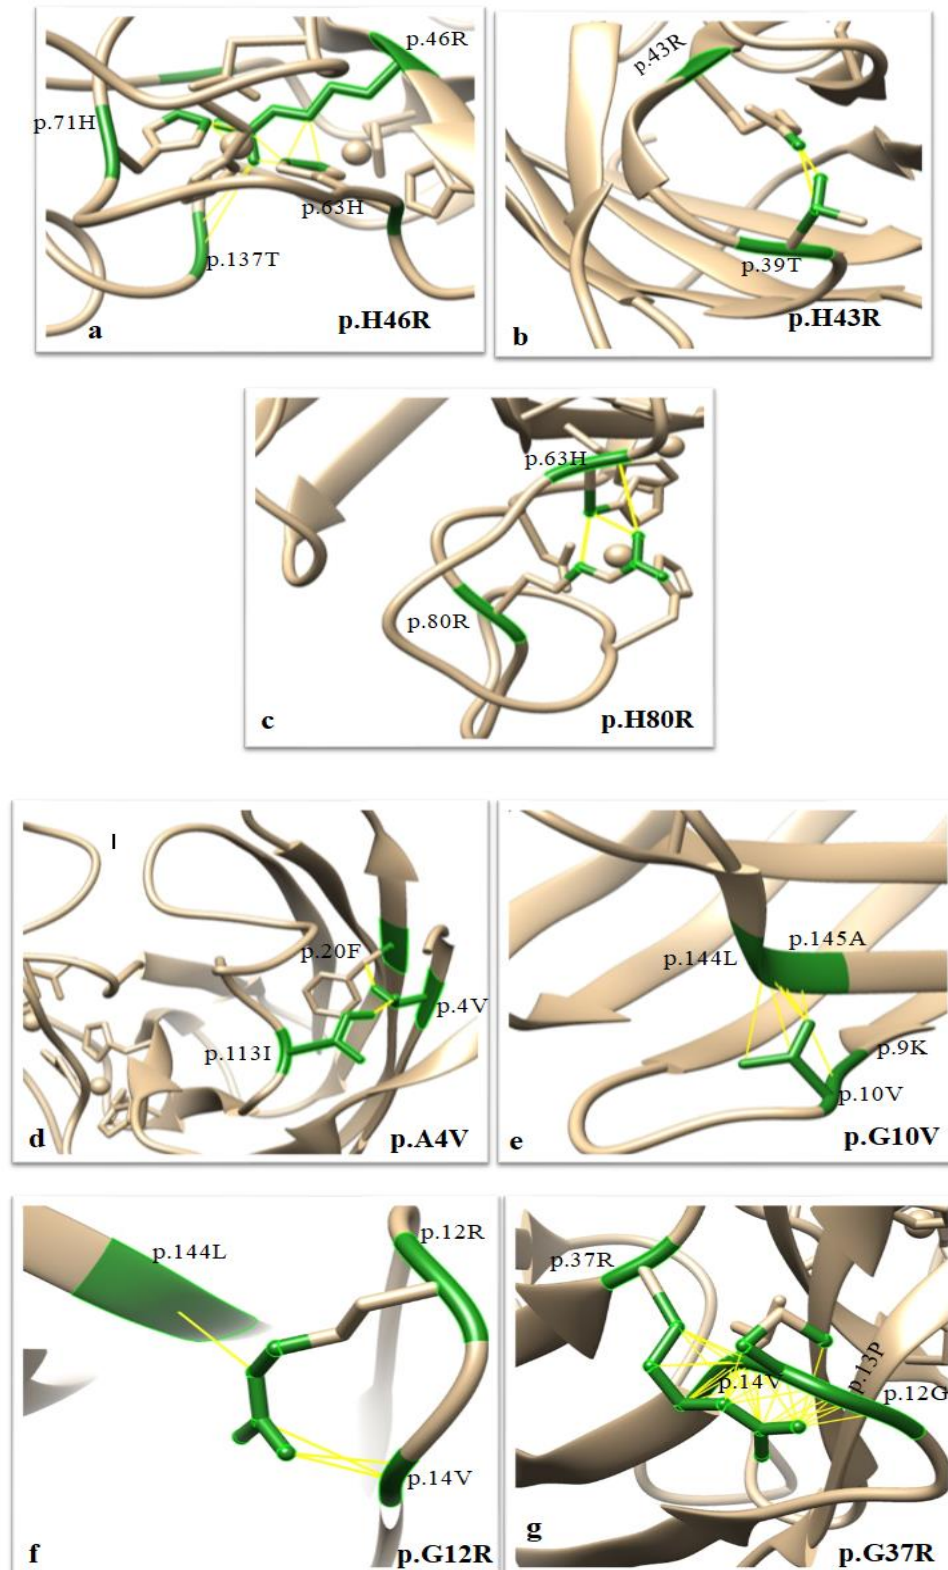 p.46R
p.71H
p.63H
p.137T
p.H46R
a
p.43R
p.39T
p.H43R
b
p.63H
p.80R
c
p.H80R
l
p.20F
p.4V
p.113I
d
p.A4V
p.145A
p.144L
p.9K
p.10V
e
p.G10V
p.12R
p.144L
p.14V
f
p.G12R
p.37R
p.13P
p.14V
p.12G
g
p.G37R